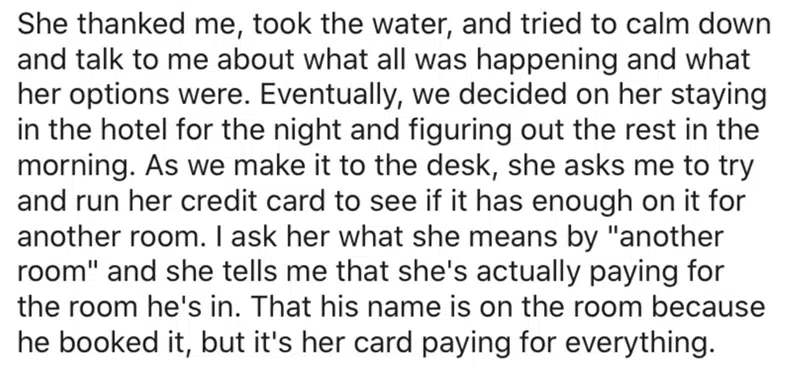 She thanked me, took the water, and tried to calm down
and talk to me about what all was happening and what
her options were. Eventually, we decided on her staying
in the hotel for the night and figuring out the rest in the
morning. As we make it to the desk, she asks me to try
and run her credit card to see if it has enough on it for
another room. I ask her what she means by "another
room" and she tells me that she's actually paying for
the room he's in. That his name is on the room because
he booked it, but it's her card paying for everything.